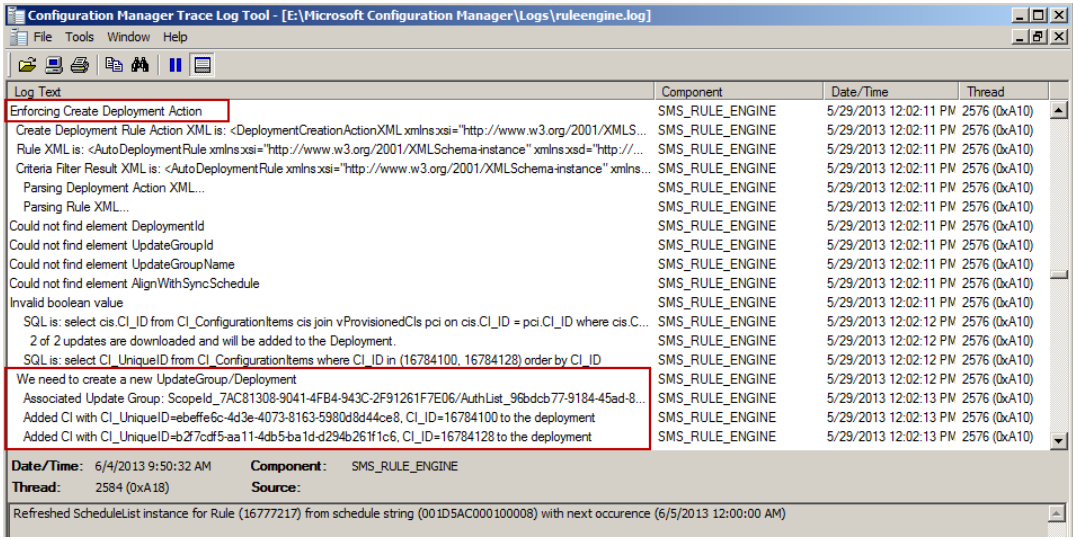 Configuration Manager Trace Log Tool - [E:\Microsoft Configuration Manager\Logs\ruleengine.log]
File Tools Window Help
Log Text Component Date/Time Thread
Enforcing Create Deployment Action SMS_RULE_ENGINE 5/29/2013 12:02:11 PM 2576 (0xA10)
Create Deployment Rule Action XML is: <DeploymentCreationActionXML xmlns:xsi="http://www.w3.org/2001/XMLS... SMS_RULE_ENGINE 5/29/2013 12:02:11 PM 2576 (0xA10)
Rule XML is: <AutoDeploymentRule xmlns:xsi="http://www.w3.org/2001/XMLSchema-instance" xmlns:xsd="http://... SMS_RULE_ENGINE 5/29/2013 12:02:11 PM 2576 (0xA10)
Criteria Filter Result XML is: <AutoDeploymentRule xmlns:xsi="http://www.w3.org/2001/XMLSchema-instance" xmlns... SMS_RULE_ENGINE 5/29/2013 12:02:11 PM 2576 (0xA10)
Parsing Deployment Action XML... SMS_RULE_ENGINE 5/29/2013 12:02:11 PM 2576 (0xA10)
Parsing Rule XML... SMS_RULE_ENGINE 5/29/2013 12:02:11 PM 2576 (0xA10)
Could not find element DeploymentId SMS_RULE_ENGINE 5/29/2013 12:02:11 PM 2576 (0xA10)
Could not find element UpdateGroupId SMS_RULE_ENGINE 5/29/2013 12:02:11 PM 2576 (0xA10)
Could not find element UpdateGroupName SMS_RULE_ENGINE 5/29/2013 12:02:11 PM 2576 (0xA10)
Could not find element AlignWithSyncSchedule SMS_RULE_ENGINE 5/29/2013 12:02:11 PM 2576 (0xA10)
Invalid boolean value SMS_RULE_ENGINE 5/29/2013 12:02:11 PM 2576 (0xA10)
SQL is: select cis.CI_ID from CI_ConfigurationItems cis join vProvisionedCIs pci on cis.CI_ID = pci.CI_ID where cis.C... SMS_RULE_ENGINE 5/29/2013 12:02:12 PM 2576 (0xA10)
2 of 2 updates are downloaded and will be added to the Deployment. SMS_RULE_ENGINE 5/29/2013 12:02:12 PM 2576 (0xA10)
SQL is: select CI_UniqueID from CI_ConfigurationItems where CI_ID in (16784100, 16784128) order by CI_ID SMS_RULE_ENGINE 5/29/2013 12:02:12 PM 2576 (0xA10)
We need to create a new UpdateGroup/Deployment SMS_RULE_ENGINE 5/29/2013 12:02:13 PM 2576 (0xA10)
Associated Update Group: ScopeId_7AC81308-9041-4FB4-943C-2F91261F7E06/AuthList_96bdcb77-9184-45ad-8... SMS_RULE_ENGINE 5/29/2013 12:02:13 PM 2576 (0xA10)
Added CI with CI_UniqueID=ebeffe6c-4d3e-4073-8163-5980d8d44ce8, CI_ID=16784100 to the deployment SMS_RULE_ENGINE 5/29/2013 12:02:13 PM 2576 (0xA10)
Added CI with CI_UniqueID=b2f7cdf5-aa11-4db5-ba1d-d294b261f1c6, CI_ID=16784128 to the deployment SMS_RULE_ENGINE 5/29/2013 12:02:13 PM 2576 (0xA10)
Date/Time: 6/4/2013 9:50:32 AM Component: SMS_RULE_ENGINE
Thread: 2584 (0xA18) Source:
Refreshed ScheduleList instance for Rule (16777217) from schedule string (001D5AC000100008) with next occurence (6/5/2013 12:00:00 AM)